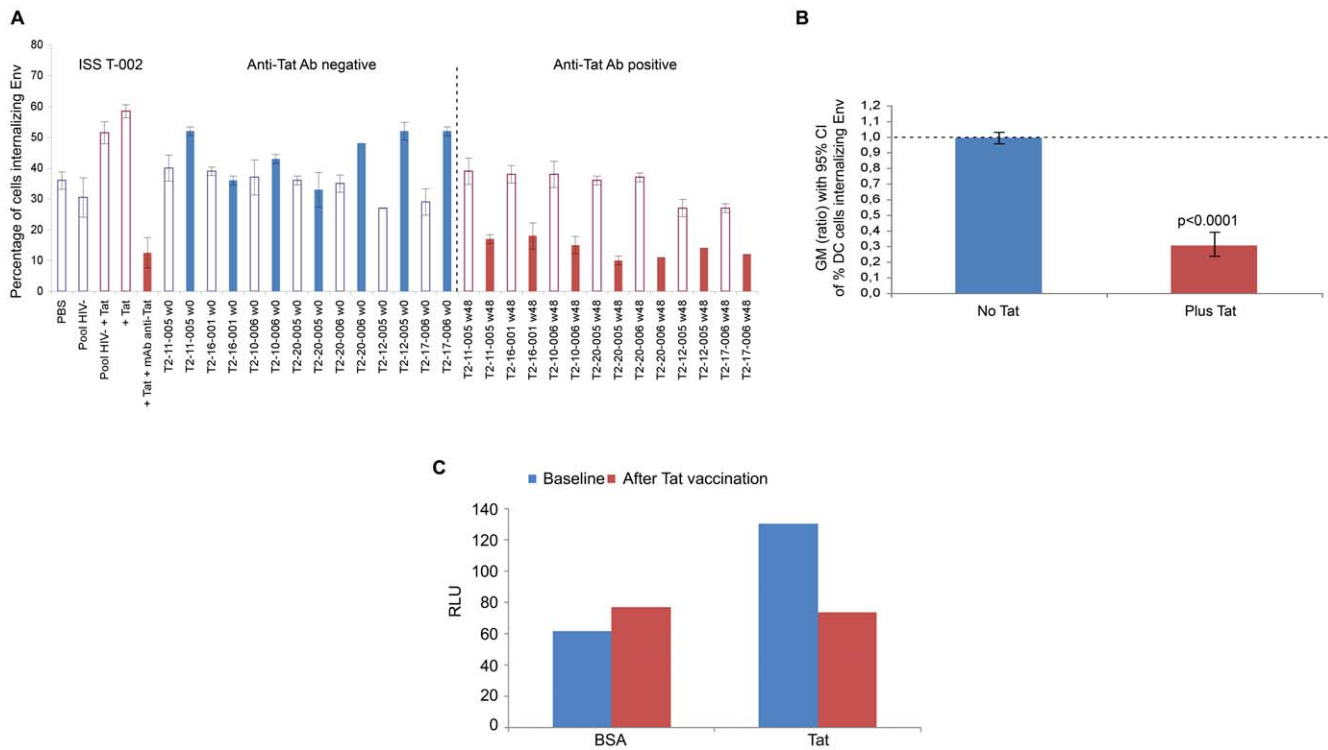 A
Percentage of cells internalizing Env
80
70
60
50
40
30
20
10
0
ISS T-002
Anti-Tat Ab negative
Anti-Tat Ab positive
PBS
Pool HIV-
Pool HIV- + Tat
+ Tat
+ Tat + mAb anti-Tat
T2-11-005 w0
T2-11-005 w0
T2-16-001 w0
T2-16-001 w0
T2-10-006 w0
T2-10-006 w0
T2-20-005 w0
T2-20-005 w0
T2-20-006 w0
T2-20-006 w0
T2-12-005 w0
T2-12-005 w0
T2-17-006 w0
T2-17-006 w0
T2-11-005 w48
T2-11-005 w48
T2-16-001 w48
T2-16-001 w48
T2-10-006 w48
T2-10-006 w48
T2-20-005 w48
T2-20-005 w48
T2-20-006 w48
T2-20-006 w48
T2-12-005 w48
T2-12-005 w48
T2-17-006 w48
T2-17-006 w48
B
GM (ratio) with 95% CI
of % DC cells internalizing Env
1,2
1,1
1,0
0,9
0,8
0,7
0,6
0,5
0,4
0,3
0,2
0,1
0,0
p<0.0001
No Tat
Plus Tat
C
Baseline
After Tat vaccination
RLU
140
120
100
80
60
40
20
0
BSA
Tat